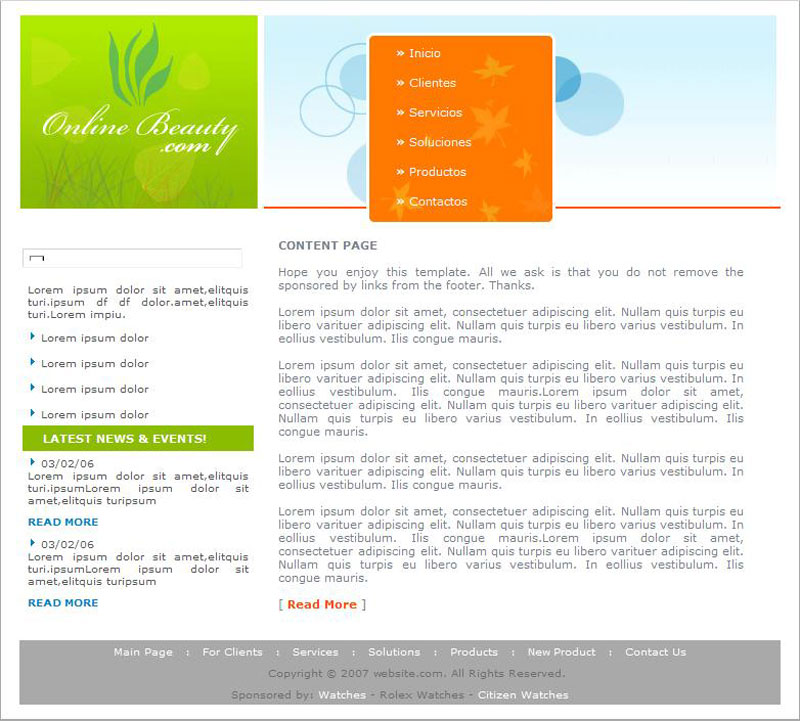 Online Beauty
.com
» Inicio
» Clientes
» Servicios
» Soluciones
» Productos
» Contactos
Lorem ipsum dolor sit amet,elitquis
turi.ipsum df df dolor.amet,elitquis
turi.Lorem impiu.
Lorem ipsum dolor
Lorem ipsum dolor
Lorem ipsum dolor
Lorem ipsum dolor
LATEST NEWS & EVENTS!
03/02/06
Lorem ipsum dolor sit amet,elitquis
turi.ipsumLorem ipsum dolor sit
amet,elitquis turipsum
READ MORE
03/02/06
Lorem ipsum dolor sit amet,elitquis
turi.ipsumLorem ipsum dolor sit
amet,elitquis turipsum
READ MORE
CONTENT PAGE
Hope you enjoy this template. All we ask is that you do not remove the
sponsored by links from the footer. Thanks.
Lorem ipsum dolor sit amet, consectetuer adipiscing elit. Nullam quis turpis eu
libero varituer adipiscing elit. Nullam quis turpis eu libero varius vestibulum. In
eollius vestibulum. Ilis congue mauris.
Lorem ipsum dolor sit amet, consectetuer adipiscing elit. Nullam quis turpis eu
libero varituer adipiscing elit. Nullam quis turpis eu libero varius vestibulum. In
eollius vestibulum. Ilis congue mauris.Lorem ipsum dolor sit amet,
consectetuer adipiscing elit. Nullam quis turpis eu libero varituer adipiscing elit.
Nullam quis turpis eu libero varius vestibulum. In eollius vestibulum. Ilis
congue mauris.
Lorem ipsum dolor sit amet, consectetuer adipiscing elit. Nullam quis turpis eu
libero varituer adipiscing elit. Nullam quis turpis eu libero varius vestibulum. In
eollius vestibulum. Ilis congue mauris.
Lorem ipsum dolor sit amet, consectetuer adipiscing elit. Nullam quis turpis eu
libero varituer adipiscing elit. Nullam quis turpis eu libero varius vestibulum. In
eollius vestibulum. Ilis congue mauris.Lorem ipsum dolor sit amet,
consectetuer adipiscing elit. Nullam quis turpis eu libero varituer adipiscing elit.
Nullam quis turpis eu libero varius vestibulum. In eollius vestibulum. Ilis
congue mauris.
[ Read More ]
Main Page : For Clients : Services : Solutions : Products : New Product : Contact Us
Copyright © 2007 website.com. All Rights Reserved.
Sponsored by: Watches - Rolex Watches - Citizen Watches